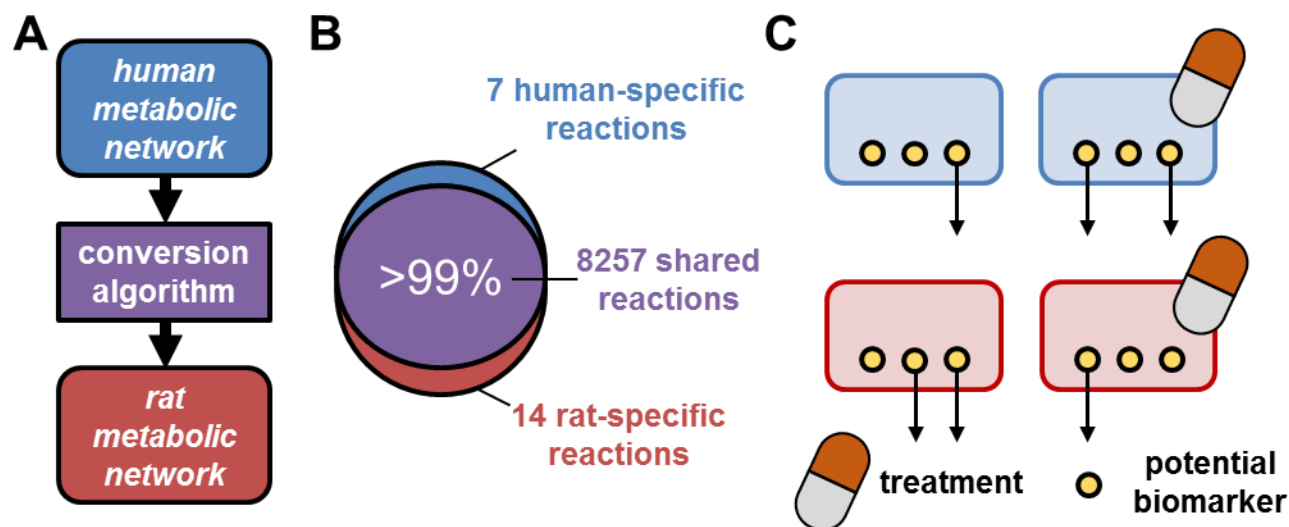 A
human
metabolic
network
conversion
algorithm
rat
metabolic
network
B
7 human-specific
reactions
>99%
8257 shared
reactions
14 rat-specific
reactions
C
treatment
potential
biomarker